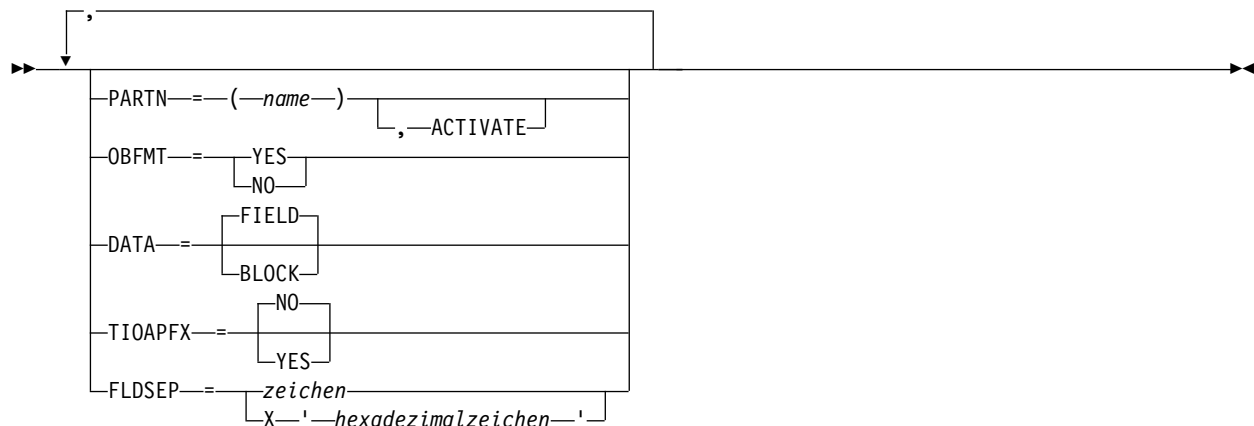 ,
PARTN = ( name )
, ACTIVATE
OBFMT = YES
NO
FIELD
DATA =
BLOCK
NO
TIOAPFX =
YES
FLDSEP = zeichen
X ' hexadezimalzeichen '